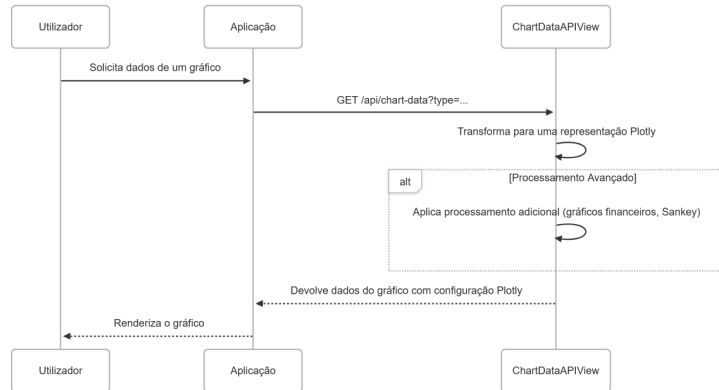 Utilizador
Aplicação
ChartDataAPIView
Solicita dados de um gráfico
GET /api/chart-data?type=...
Transforma para uma representação Plotly
alt
[Processamento Avançado]
Aplica processamento adicional (gráficos financeiros, Sankey)
Devolve dados do gráfico com configuração Plotly
Renderiza o gráfico
Utilizador
Aplicação
ChartDataAPIView